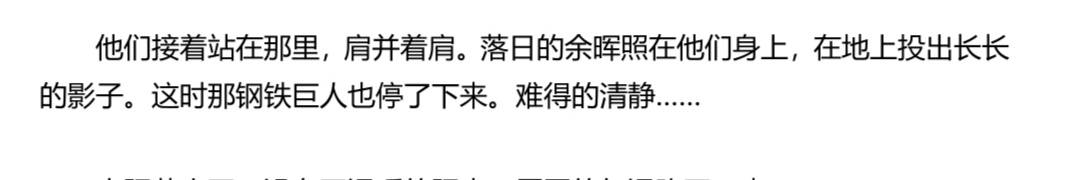 他们接着站在那里，肩并着肩。落日的余晖照在他们身上，在地上投出长长
的影子。这时那钢铁巨人也停了下来。难得的清静……